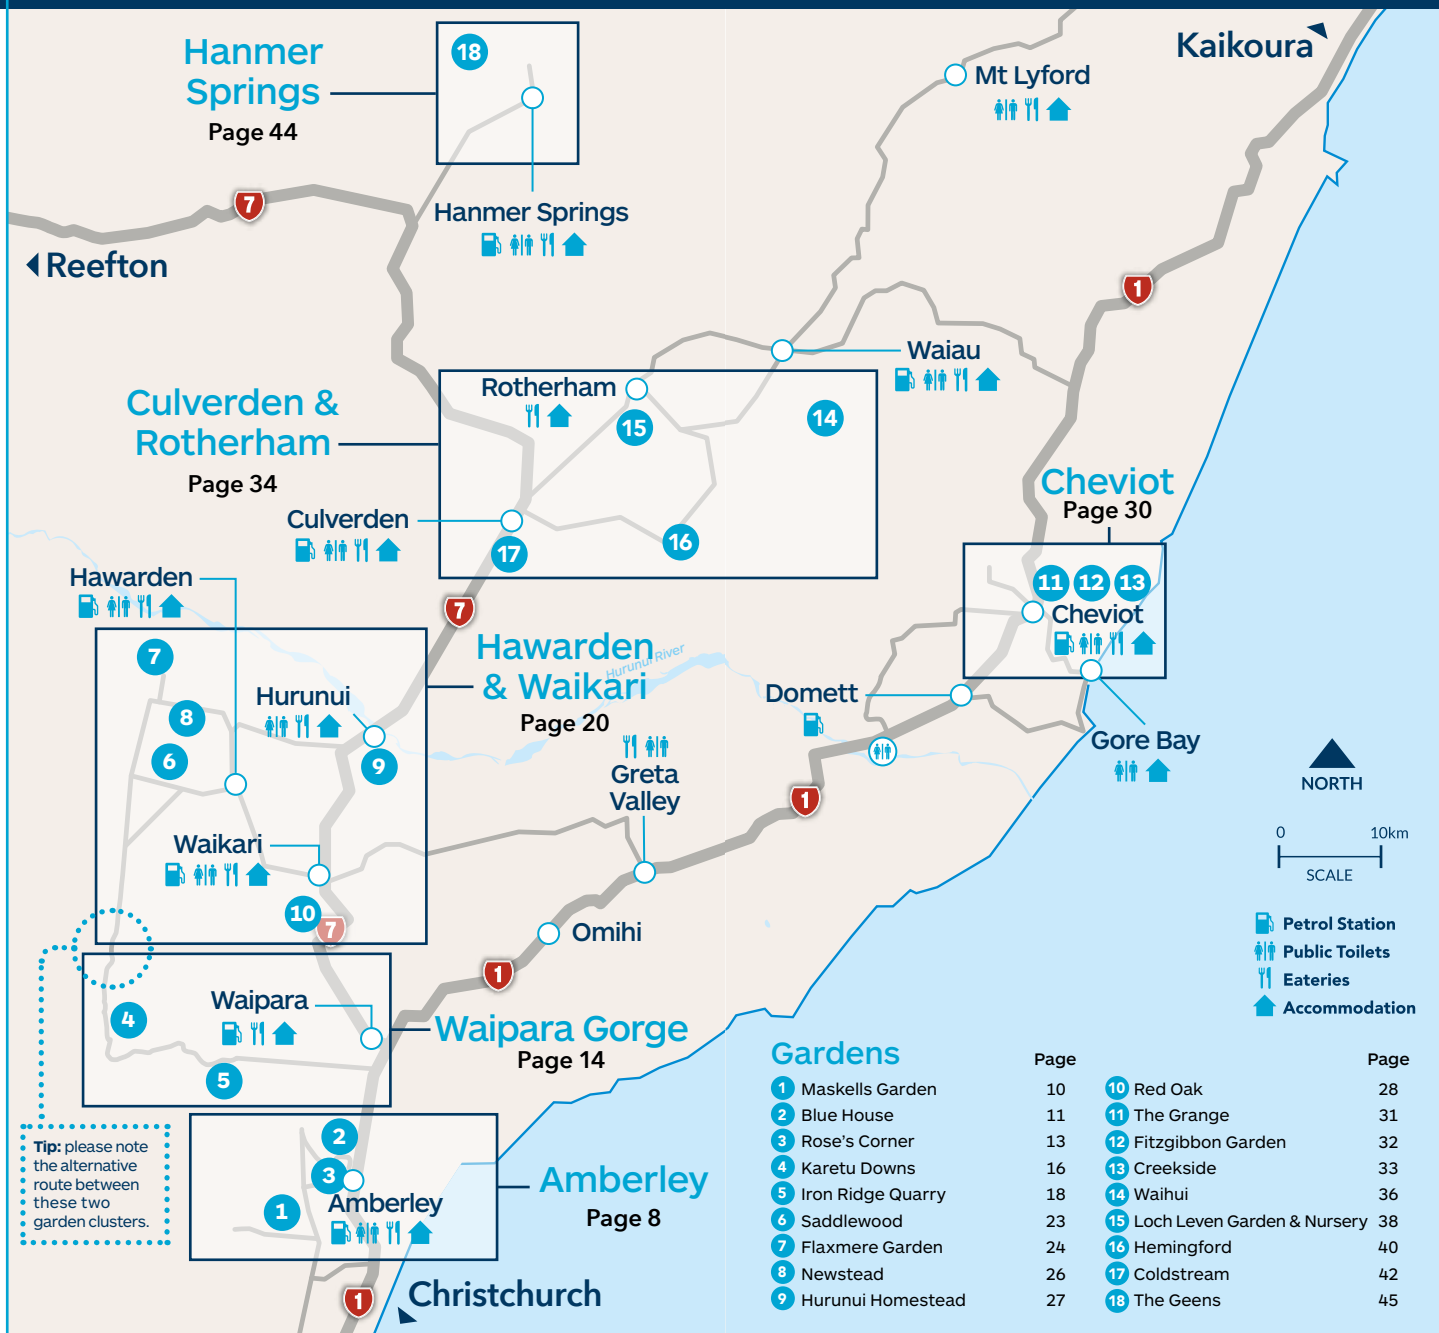 Hanmer
Springs
Page 44
18
Hanmer Springs
7
Reefton
Mt Lyford
Kaikoura
1
Waiau
Culverden &
Rotherham
Page 34
Rotherham
15
14
16
17
Culverden
7
Cheviot
Page 30
11 12 13
Cheviot
Gore Bay
Domett
Hawarden
Hawarden
& Waikari
Page 20
Hurunui River
7
8
6
Hurunui
9
Waikari
10
7
Greta
Valley
1
Omihi
1
Waipara Gorge
Page 14
Waipara
4
5
Tip: please note
the alternative
route between
these two
garden clusters.
Amberley
Page 8
2
3
1
Amberley
1
Christchurch
NORTH
0 10km
SCALE
Petrol Station
Public Toilets
Eateries
Accommodation
Gardens Page Page
1 Maskells Garden 10
2 Blue House 11
3 Rose's Corner 13
4 Karetu Downs 16
5 Iron Ridge Quarry 18
6 Saddlewood 23
7 Flaxmere Garden 24
8 Newstead 26
9 Hurunui Homestead 27
10 Red Oak 28
11 The Grange 31
12 Fitzgibbon Garden 32
13 Creekside 33
14 Waihui 36
15 Loch Leven Garden & Nursery 38
16 Hemingford 40
17 Coldstream 42
18 The Geens 45